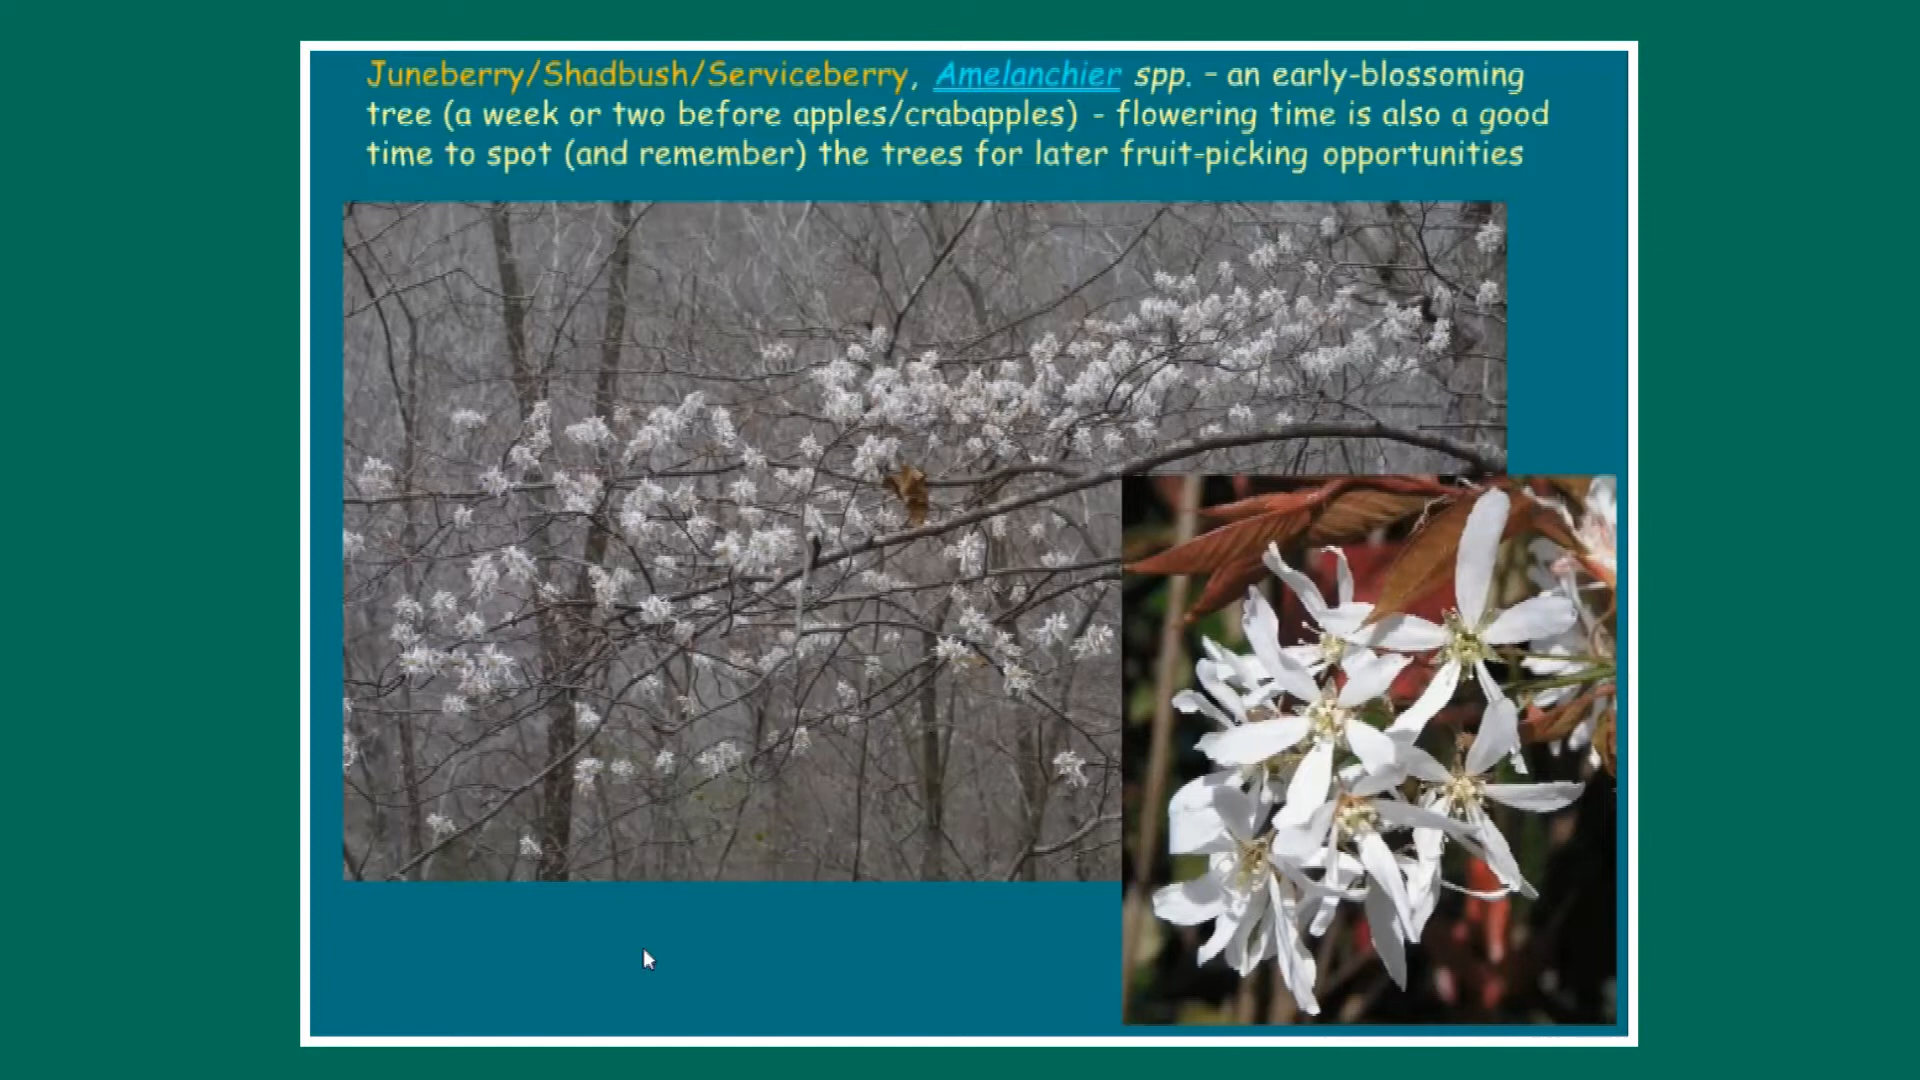 Juneberry/Shadbush/Serviceberry, Amelanchier spp. – an early-blossoming
tree (a week or two before apples/crabapples) - flowering time is also a good
time to spot (and remember) the trees for later fruit-picking opportunities